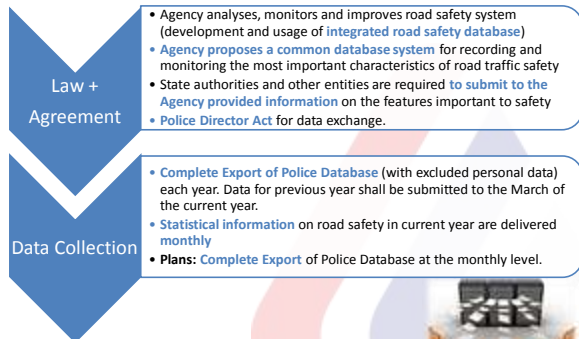 Law +
Agreement
• Agency analyses, monitors and improves road safety system
(development and usage of integrated road safety database)
• Agency proposes a common database system for recording and
monitoring the most important characteristics of road traffic safety
• State authorities and other entities are required to submit to the
Agency provided information on the features important to safety
• Police Director Act for data exchange.
Data Collection
• Complete Export of Police Database (with excluded personal data)
each year. Data for previous year shall be submitted to the March of
the current year.
• Statistical information on road safety in current year are delivered
monthly
• Plans: Complete Export of Police Database at the monthly level.